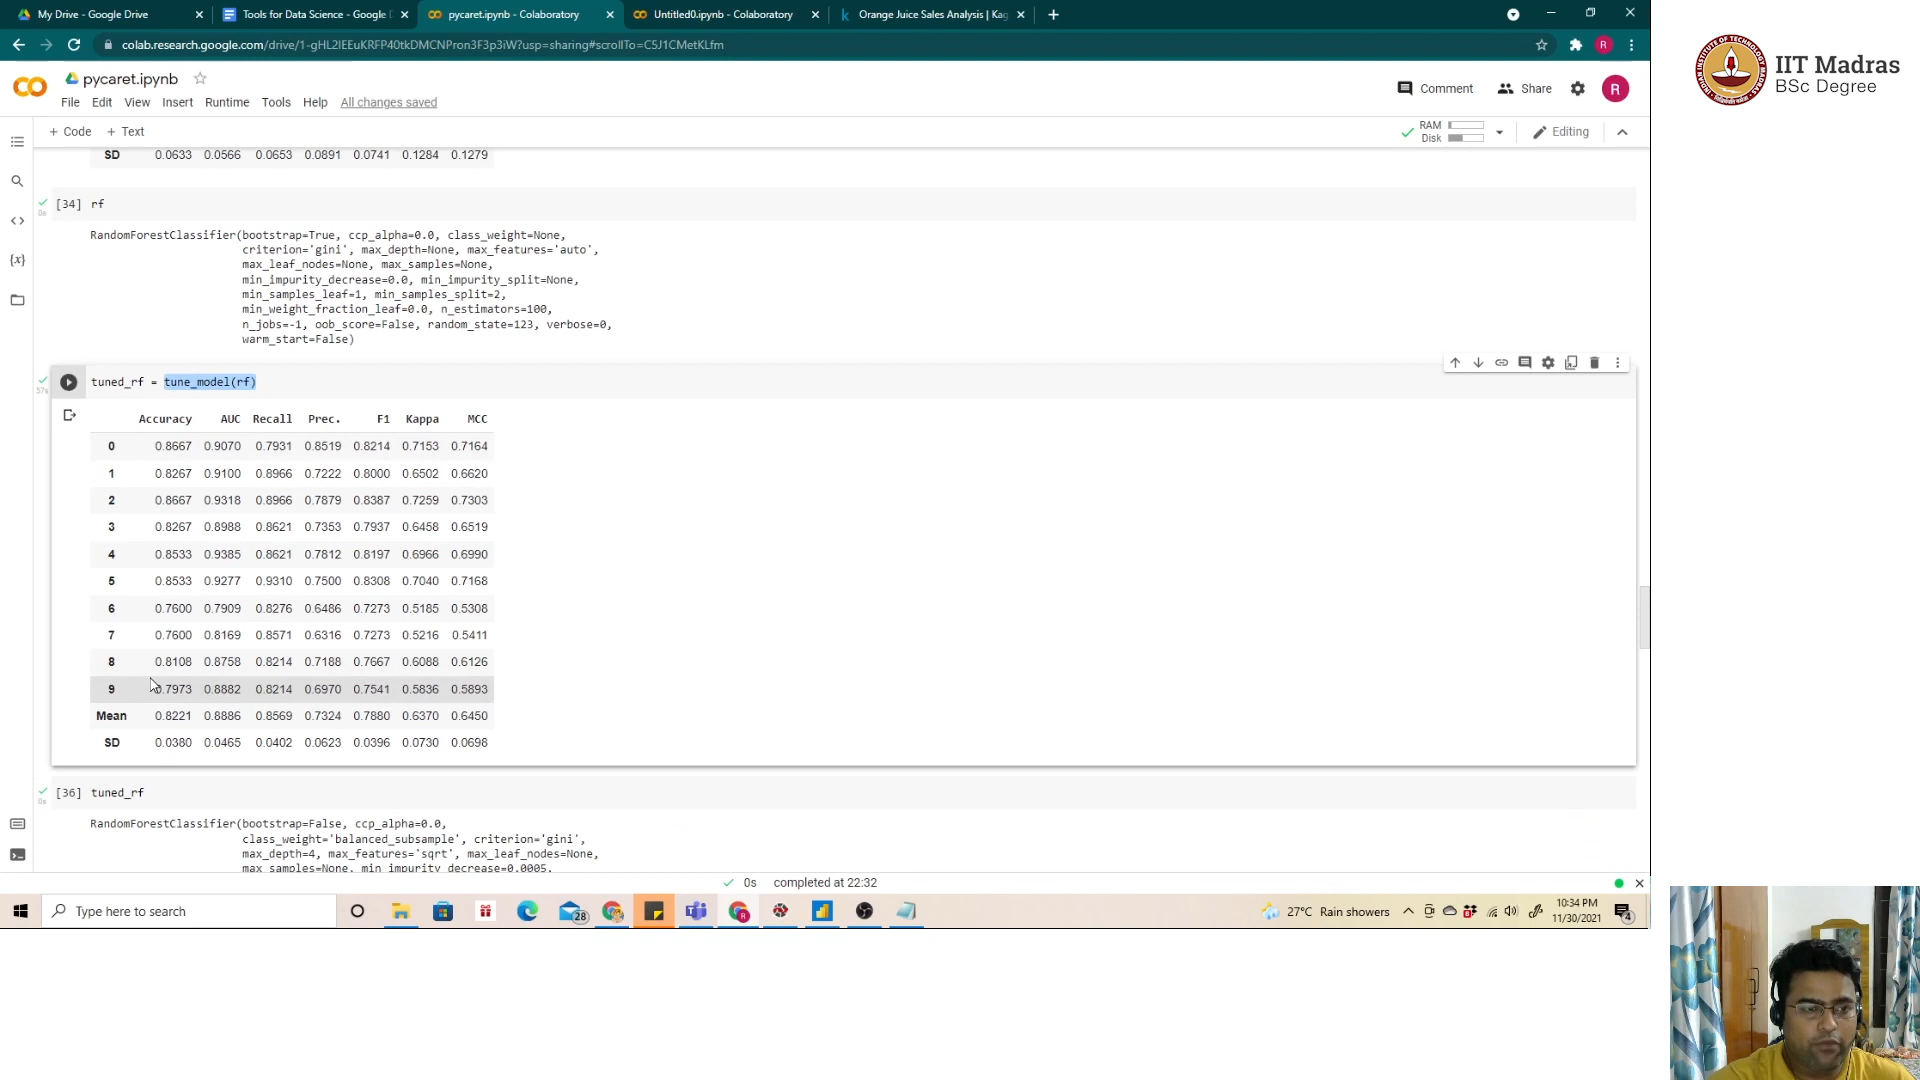 My Drive - Google Drive
Tools for Data Science - Google D
pycaret.ipynb - Colaboratory
Untitled0.ipynb - Colaboratory
Orange Juice Sales Analysis | Kag
colab.research.google.com/drive/1-gHL2IEEuKRFP40tkDMCNPron3F3p3iW?usp=sharing#scrollTo=C5J1CMetKLfm
R
IIT Madras
BSc Degree
pycaret.ipynb
File Edit View Insert Runtime Tools Help All changes saved
Comment Share R
+ Code + Text
RAM
Disk
Editing
SD 0.0633 0.0566 0.0653 0.0891 0.0741 0.1284 0.1279
[34] rf
0s
RandomForestClassifier(bootstrap=True, ccp_alpha=0.0, class_weight=None,
criterion='gini', max_depth=None, max_features='auto',
max_leaf_nodes=None, max_samples=None,
min_impurity_decrease=0.0, min_impurity_split=None,
min_samples_leaf=1, min_samples_split=2,
min_weight_fraction_leaf=0.0, n_estimators=100,
n_jobs=-1, oob_score=False, random_state=123, verbose=0,
warm_start=False)
tuned_rf = tune_model(rf)
57s
Accuracy AUC Recall Prec. F1 Kappa MCC
0 0.8667 0.9070 0.7931 0.8519 0.8214 0.7153 0.7164
1 0.8267 0.9100 0.8966 0.7222 0.8000 0.6502 0.6620
2 0.8667 0.9318 0.8966 0.7879 0.8387 0.7259 0.7303
3 0.8267 0.8988 0.8621 0.7353 0.7937 0.6458 0.6519
4 0.8533 0.9385 0.8621 0.7812 0.8197 0.6966 0.6990
5 0.8533 0.9277 0.9310 0.7500 0.8308 0.7040 0.7168
6 0.7600 0.7909 0.8276 0.6486 0.7273 0.5185 0.5308
7 0.7600 0.8169 0.8571 0.6316 0.7273 0.5216 0.5411
8 0.8108 0.8758 0.8214 0.7188 0.7667 0.6088 0.6126
9 0.7973 0.8882 0.8214 0.6970 0.7541 0.5836 0.5893
Mean 0.8221 0.8886 0.8569 0.7324 0.7880 0.6370 0.6450
SD 0.0380 0.0465 0.0402 0.0623 0.0396 0.0730 0.0698
[36] tuned_rf
0s
RandomForestClassifier(bootstrap=False, ccp_alpha=0.0,
class_weight='balanced_subsample', criterion='gini',
max_depth=4, max_features='sqrt', max_leaf_nodes=None,
max_samples=None, min_impurity_decrease=0.0005,
0s completed at 22:32
Type here to search
28
27°C Rain showers
10:34 PM
11/30/2021
4